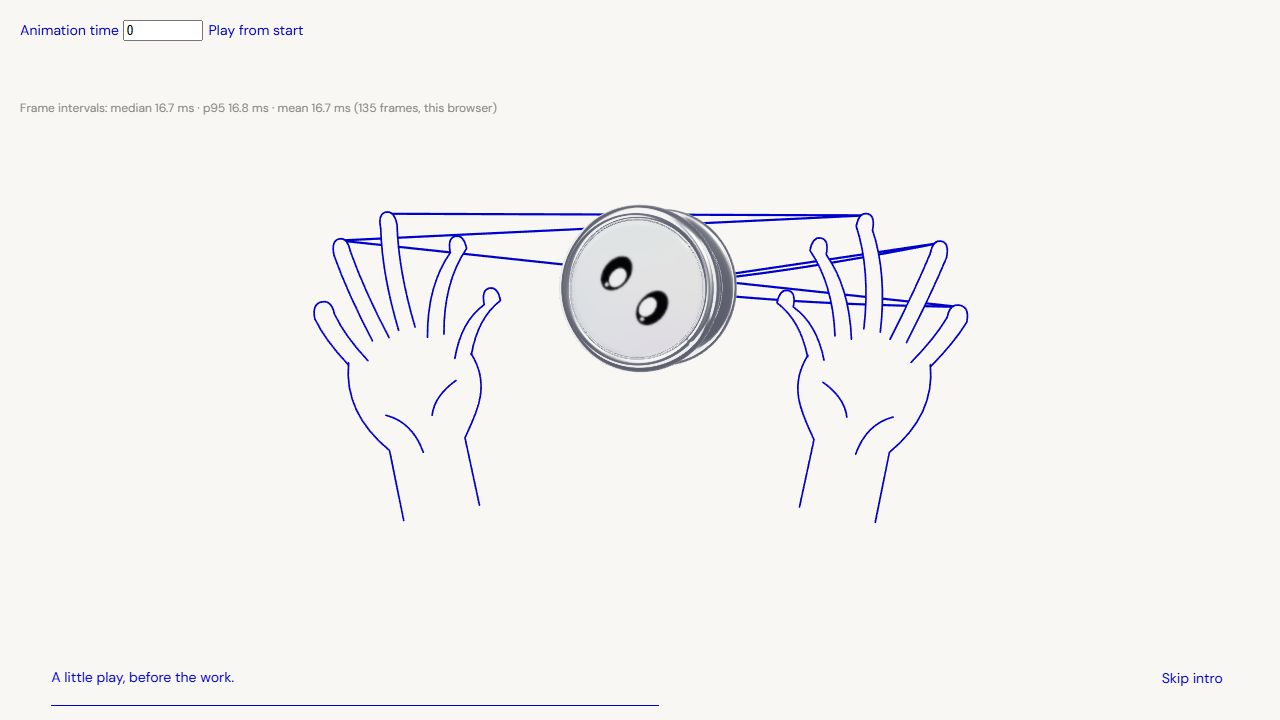 Animation time 0 Play from start
Frame intervals: median 16.7 ms · p95 16.8 ms · mean 16.7 ms (135 frames, this browser)
A little play, before the work.
Skip intro